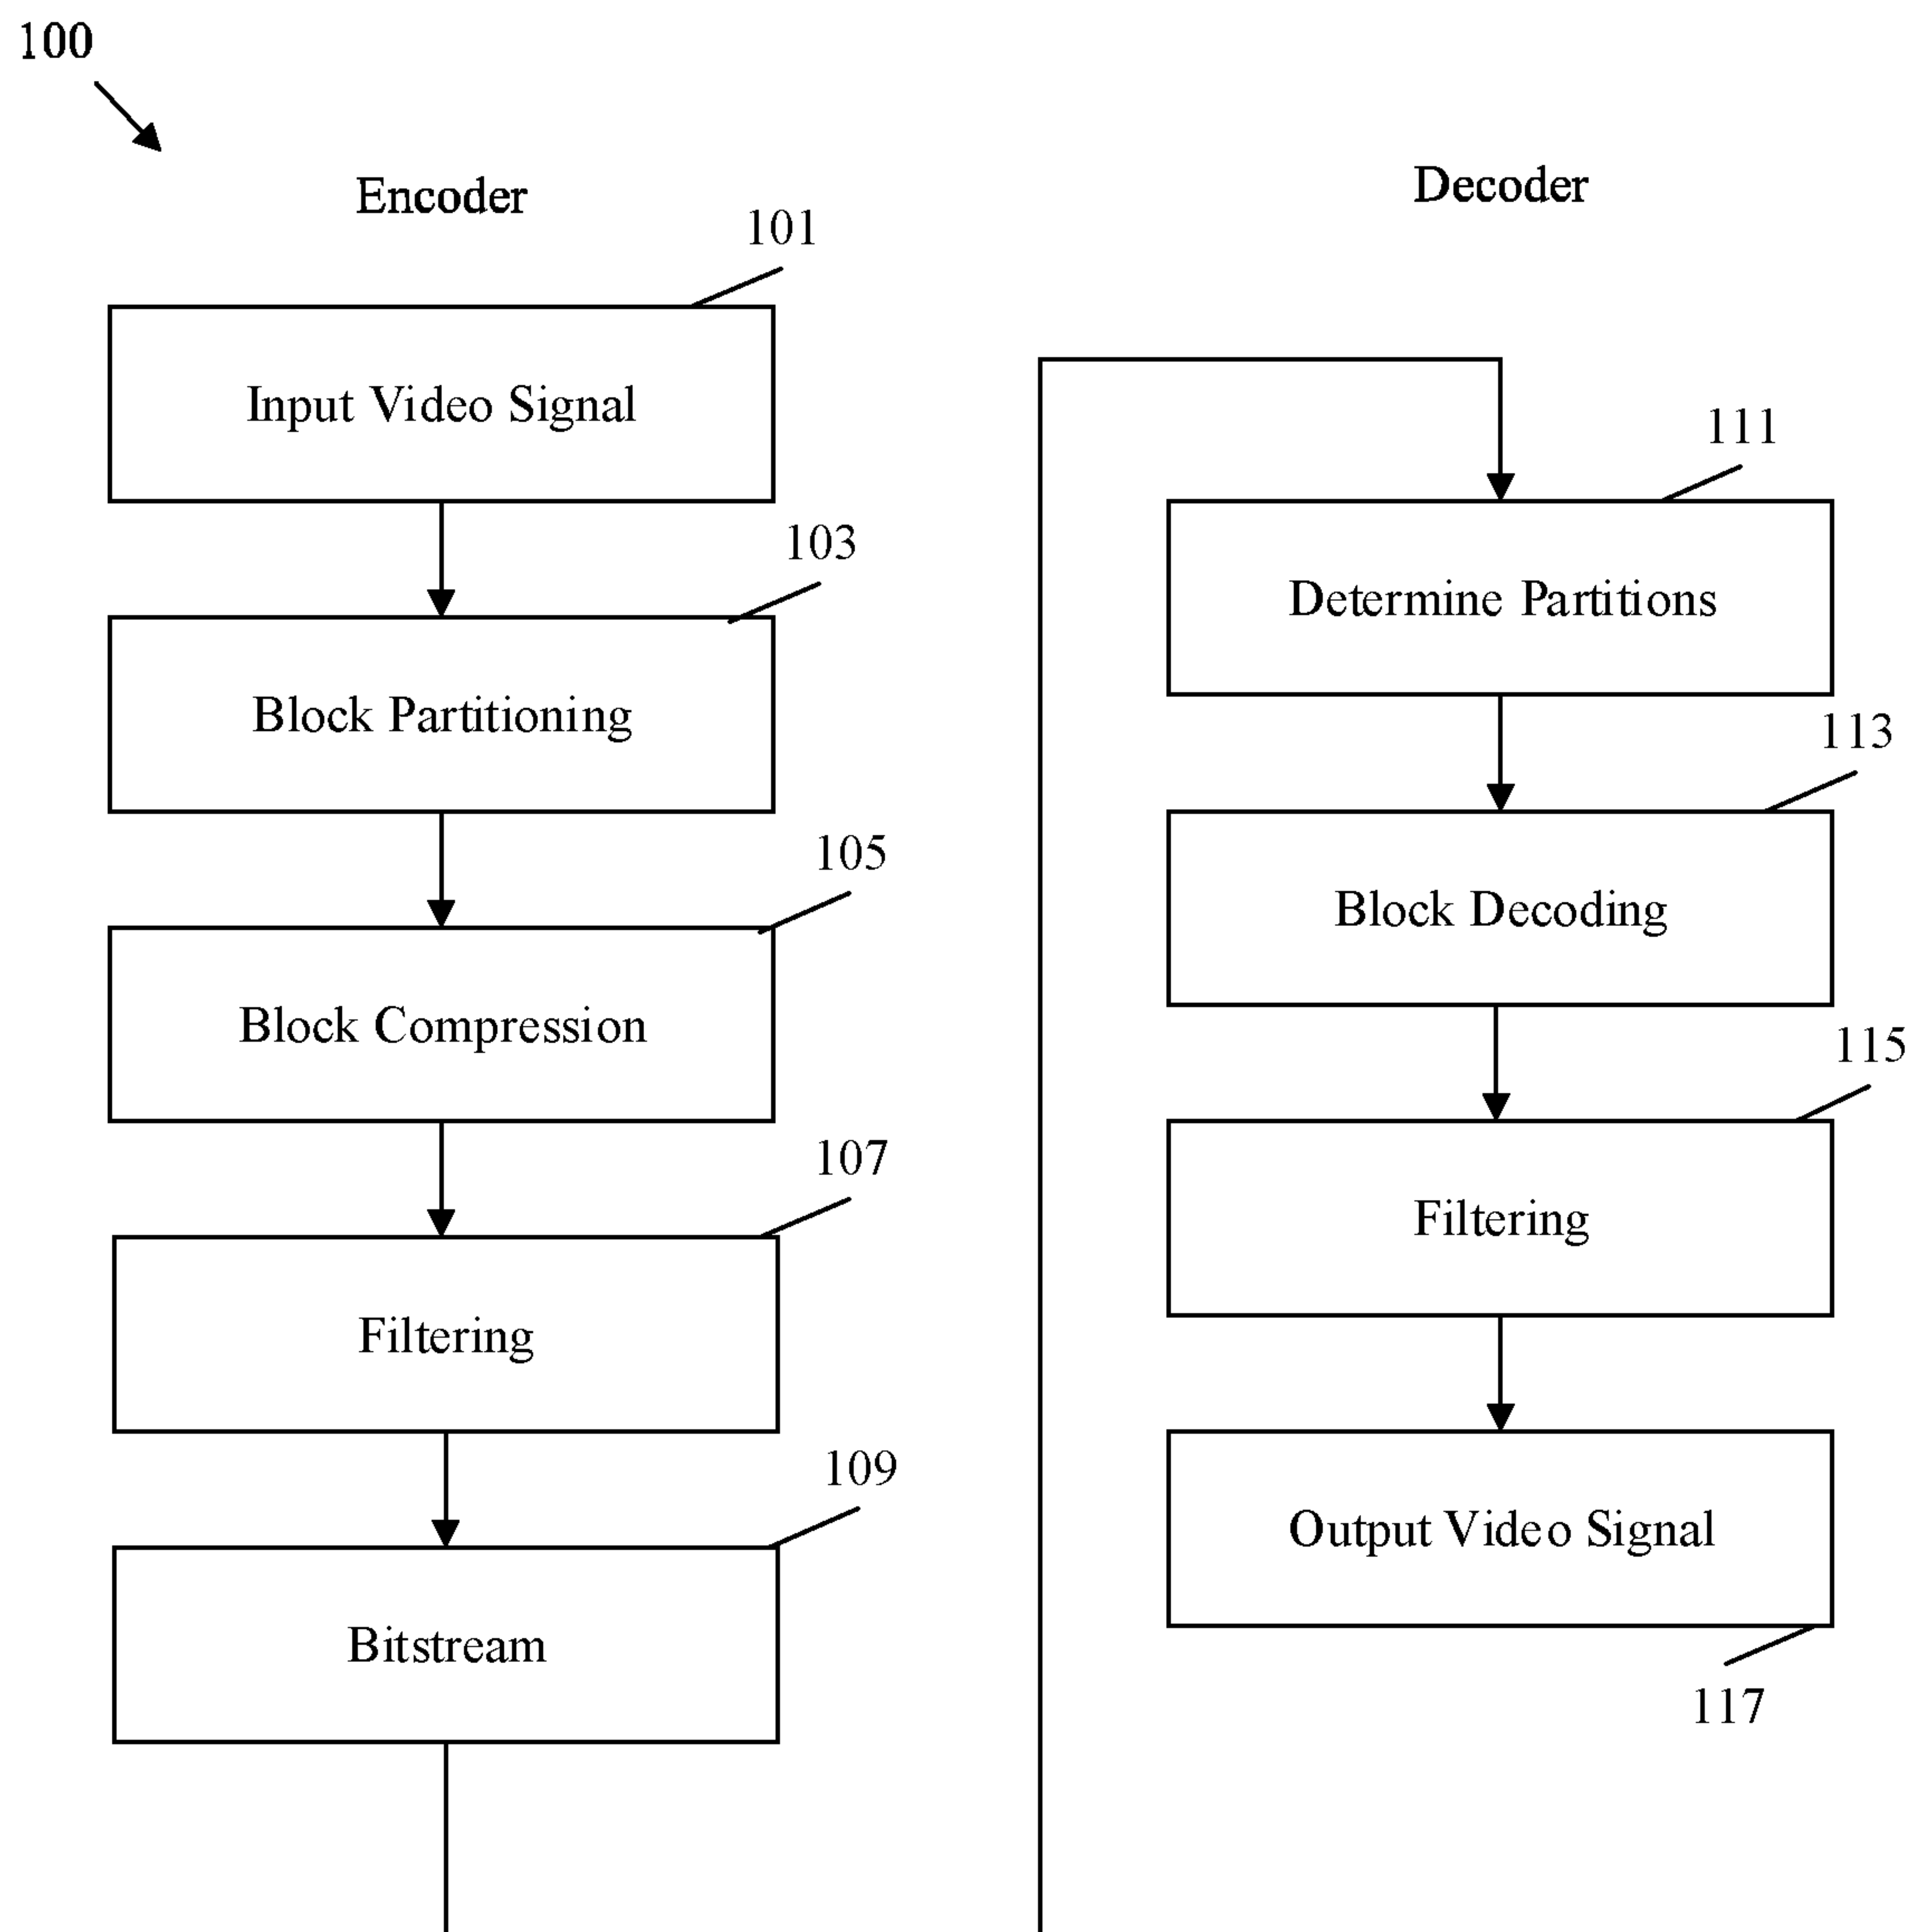 100
Encoder
101
Input Video Signal
103
Block Partitioning
105
Block Compression
107
Filtering
109
Bitstream
Decoder
111
Determine Partitions
113
Block Decoding
115
Filtering
Output Video Signal
117